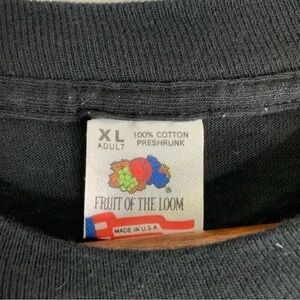 XL 100% COTTON
ADULT PRESHRUNK
®
FRUIT OF THE LOOM
MADE IN U.S.A.